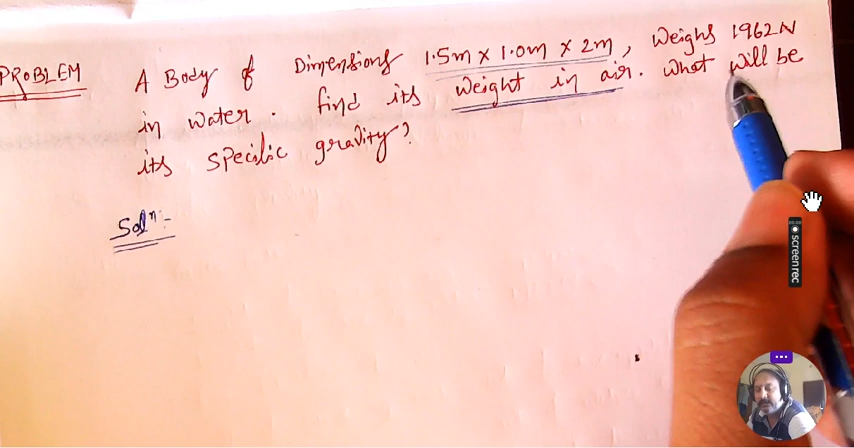 PROBLEM A Body of Dimensions 1.5m x 1.0m x 2m, Weighs 1962N
in water. find its weight in air. What will be
its specific gravity?
Solⁿ:-
screenrec